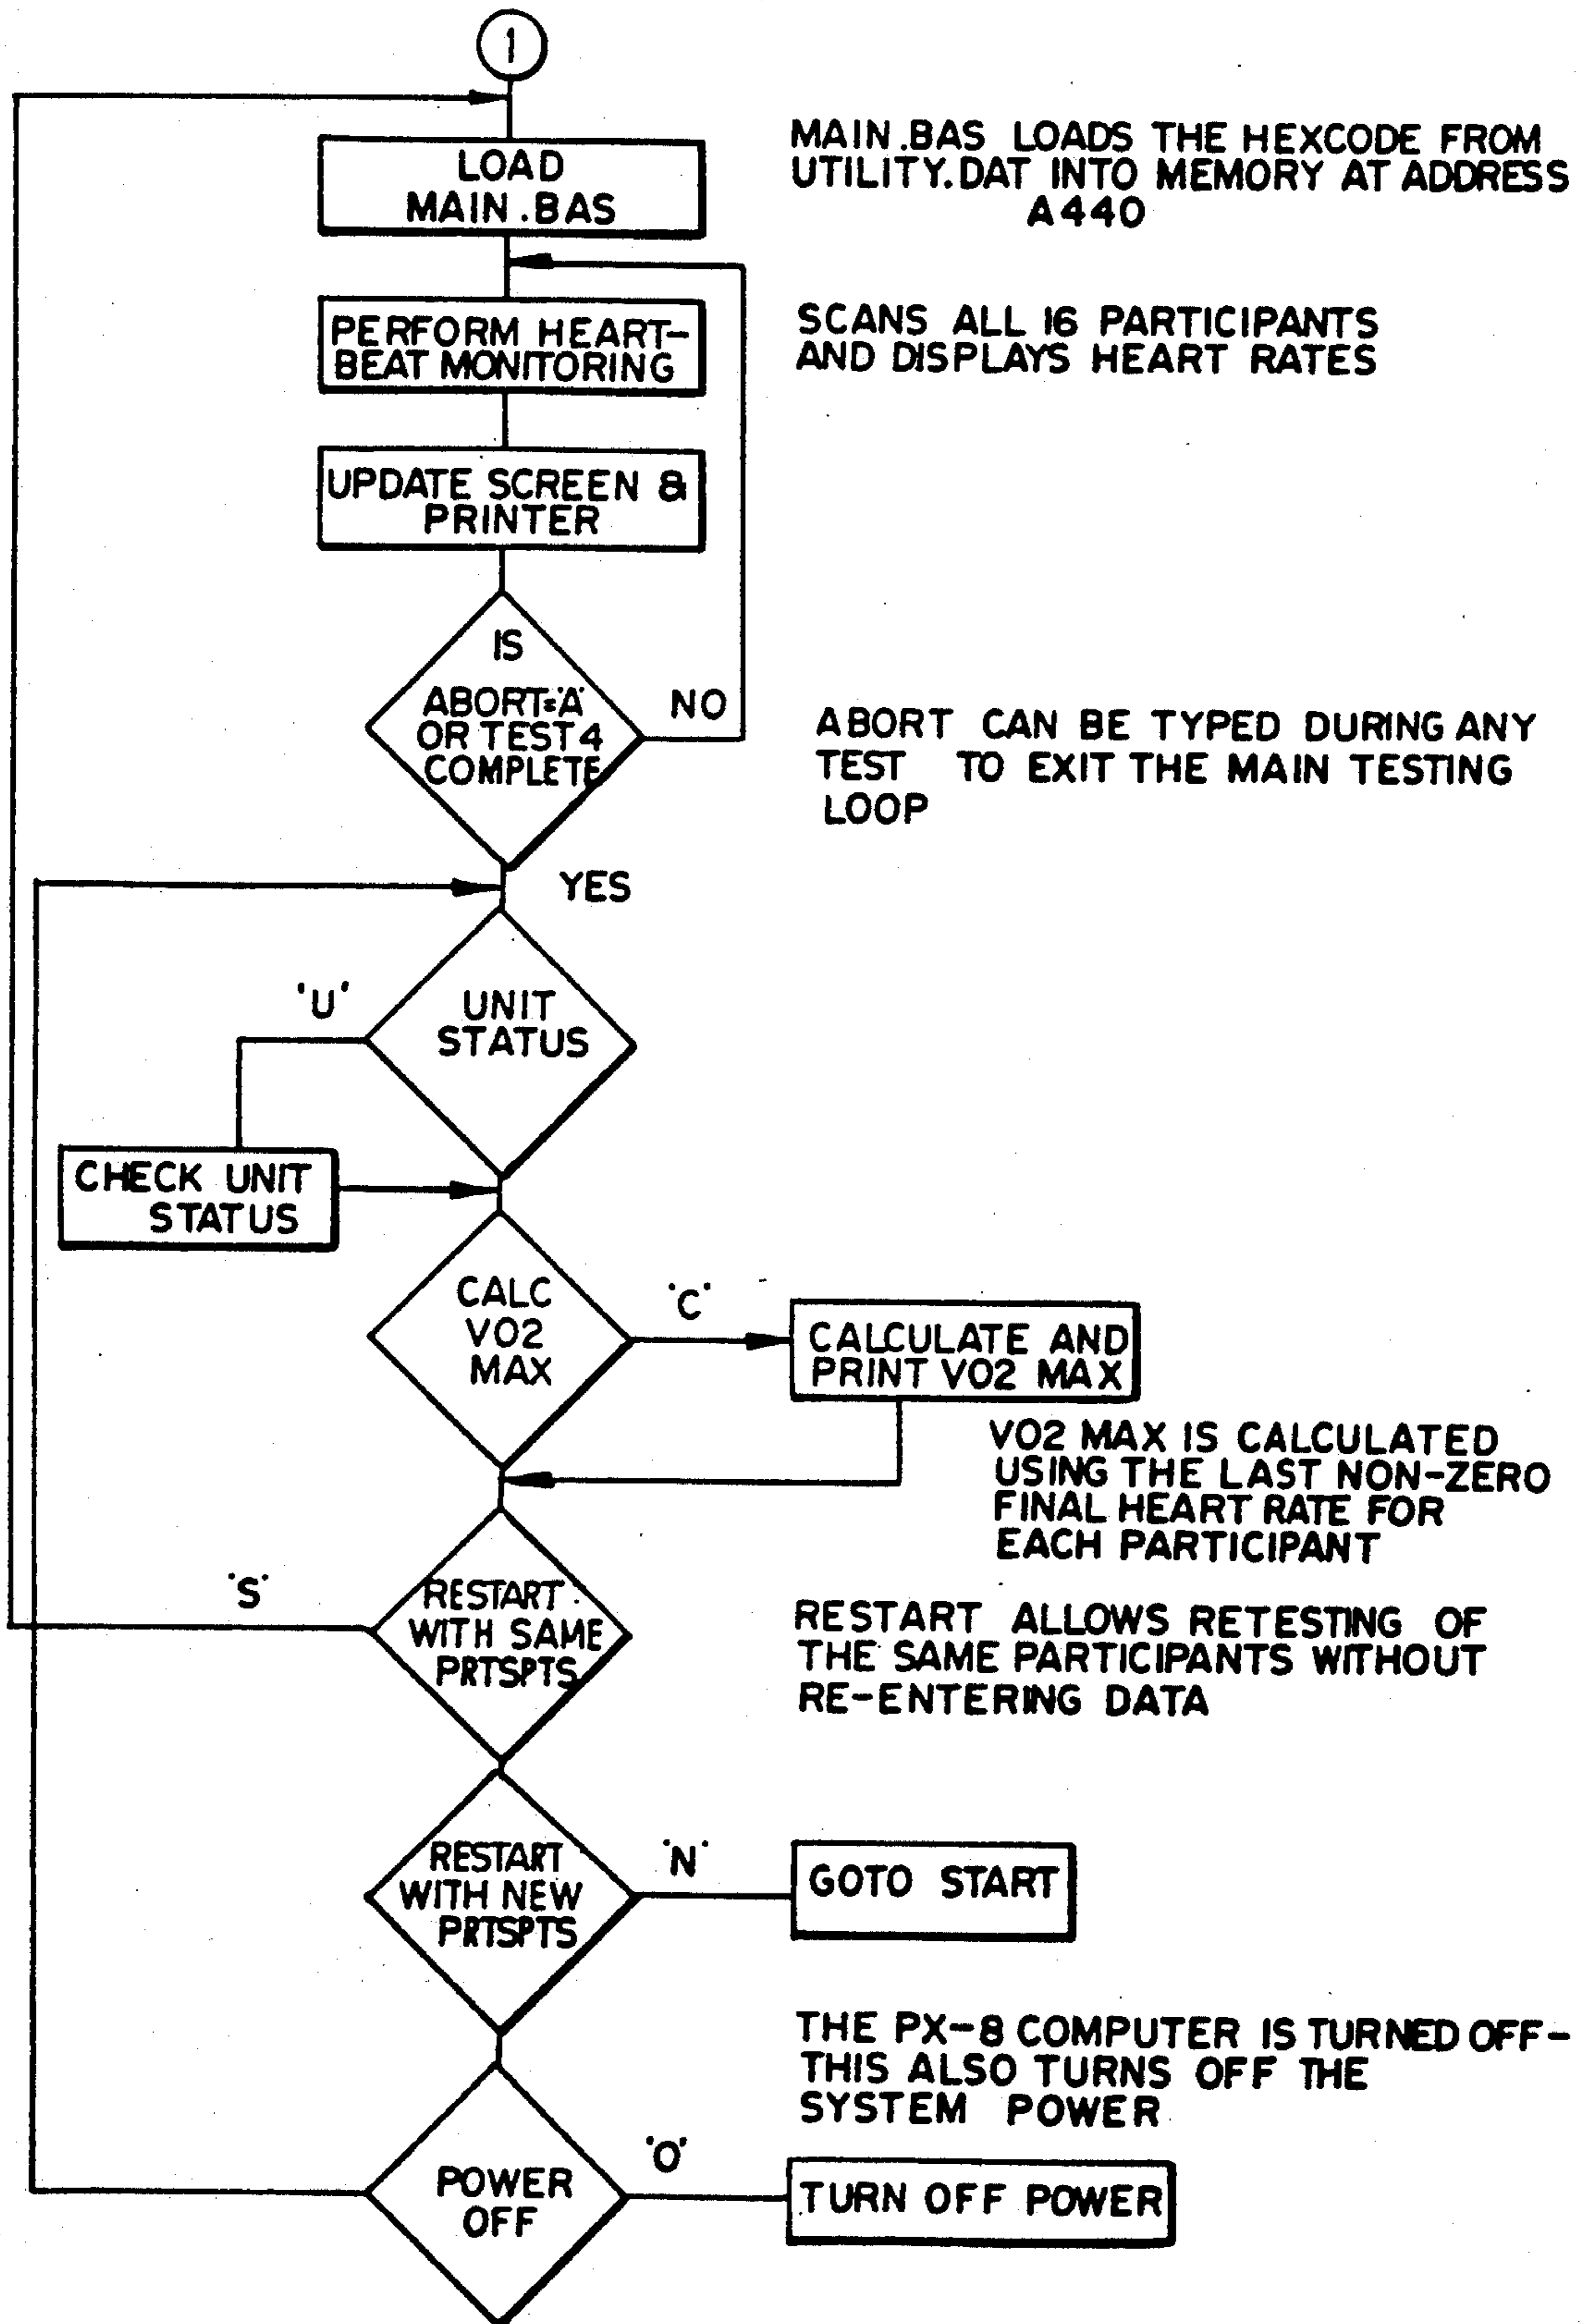 1
LOAD
MAIN.BAS
MAIN.BAS LOADS THE HEXCODE FROM
UTILITY.DAT INTO MEMORY AT ADDRESS
A440
PERFORM HEART-
BEAT MONITORING
SCANS ALL 16 PARTICIPANTS
AND DISPLAYS HEART RATES
UPDATE SCREEN &
PRINTER
IS
ABORT='A'
OR TEST 4
COMPLETE
NO
ABORT CAN BE TYPED DURING ANY
TEST TO EXIT THE MAIN TESTING
LOOP
YES
'U'
UNIT
STATUS
CHECK UNIT
STATUS
CALC
VO2
MAX
'C'
CALCULATE AND
PRINT VO2 MAX
VO2 MAX IS CALCULATED
USING THE LAST NON-ZERO
FINAL HEART RATE FOR
EACH PARTICIPANT
'S'
RESTART
WITH SAME
PRTSPTS
RESTART ALLOWS RETESTING OF
THE SAME PARTICIPANTS WITHOUT
RE-ENTERING DATA
RESTART
WITH NEW
PRTSPTS
'N'
GOTO START
THE PX-8 COMPUTER IS TURNED OFF-
THIS ALSO TURNS OFF THE
SYSTEM POWER
POWER
OFF
'O'
TURN OFF POWER